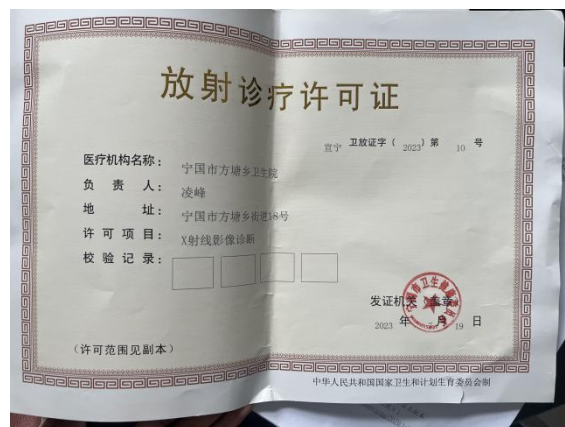 放射诊疗许可证
宣宁 卫放证字（2023）第 10 号
医疗机构名称： 宁国市方塘乡卫生院
负责人： 凌峰
地址： 宁国市方塘乡街道18号
许可项目： X射线影像诊断
校验记录：
发证机关（盖章）
2023 年 月 19 日
（许可范围见副本）
中华人民共和国国家卫生和计划生育委员会制